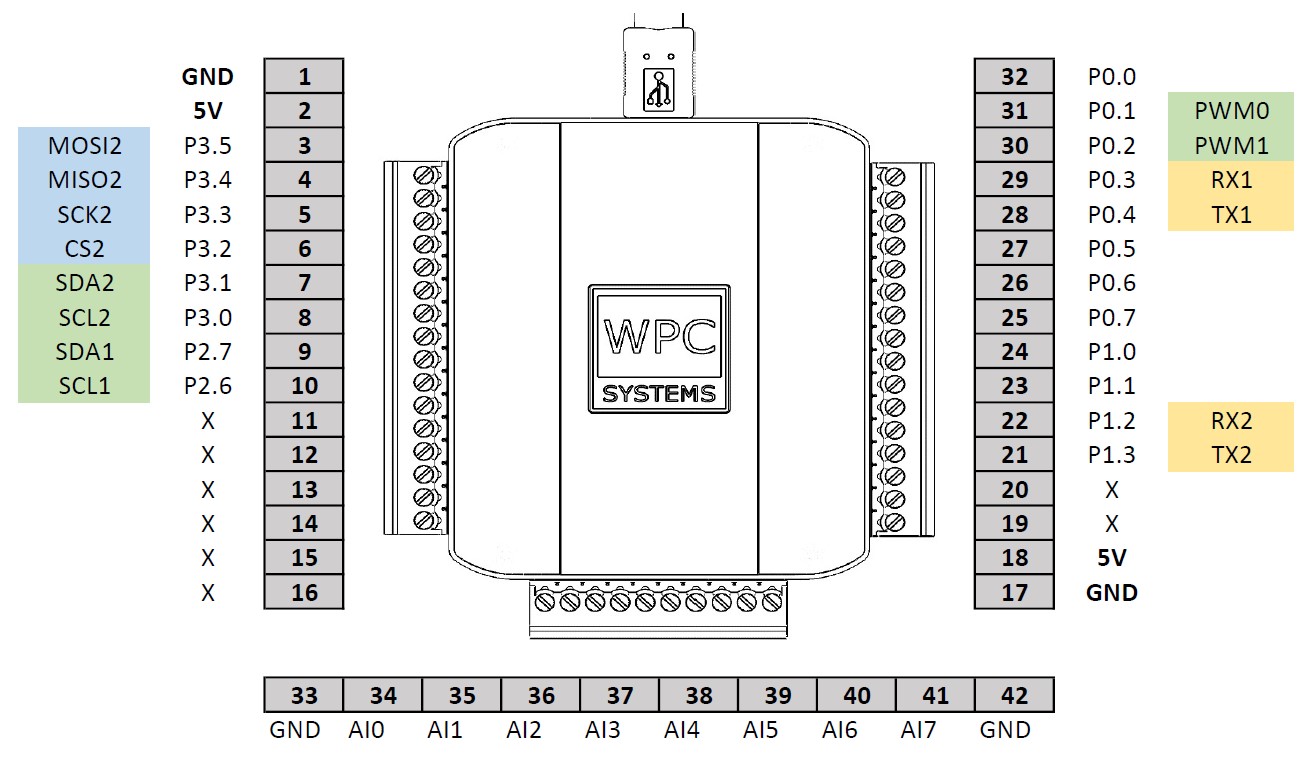 GND 1 32 P0.0
5V 2 31 P0.1 PWM0
MOSI2 P3.5 3 30 P0.2 PWM1
MISO2 P3.4 4 29 P0.3 RX1
SCK2 P3.3 5 28 P0.4 TX1
CS2 P3.2 6 27 P0.5
SDA2 P3.1 7 26 P0.6
SCL2 P3.0 8 25 P0.7
WPC
SDA1 P2.7 9 24 P1.0
SCL1 P2.6 10 23 P1.1
SYSTEMS
X 11 22 P1.2 RX2
X 12 21 P1.3 TX2
X 13 20 X
X 14 19 X
X 15 18 5V
X 16 17 GND
33 34 35 36 37 38 39 40 41 42
GND AI0 AI1 AI2 AI3 AI4 AI5 AI6 AI7 GND